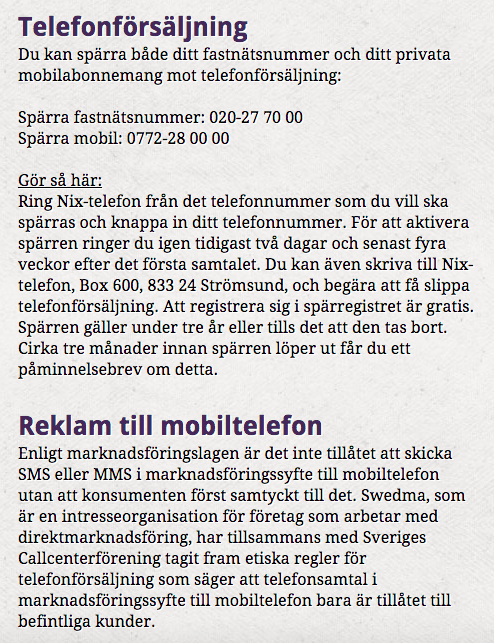 Telefonförsäljning
Du kan spärra både ditt fastnätsnummer och ditt privata
mobilabonnemang mot telefonförsäljning:
Spärra fastnätsnummer: 020-27 70 00
Spärra mobil: 0772-28 00 00
Gör så här:
Ring Nix-telefon från det telefonnummer som du vill ska
spärras och knappa in ditt telefonnummer. För att aktivera
spärren ringer du igen tidigast två dagar och senast fyra
veckor efter det första samtalet. Du kan även skriva till Nix-
telefon, Box 600, 833 24 Strömsund, och begära att få slippa
telefonförsäljning. Att registrera sig i spärregistret är gratis.
Spärren gäller under tre år eller tills det att den tas bort.
Cirka tre månader innan spärren löper ut får du ett
påminnelsebrev om detta.
Reklam till mobiltelefon
Enligt marknadsföringslagen är det inte tillåtet att skicka
SMS eller MMS i marknadsföringssyfte till mobiltelefon
utan att konsumenten först samtyckt till det. Swedma, som
är en intresseorganisation för företag som arbetar med
direktmarknadsföring, har tillsammans med Sveriges
Callcenterförening tagit fram etiska regler för
telefonförsäljning som säger att telefonsamtal i
marknadsföringssyfte till mobiltelefon bara är tillåtet till
befintliga kunder.